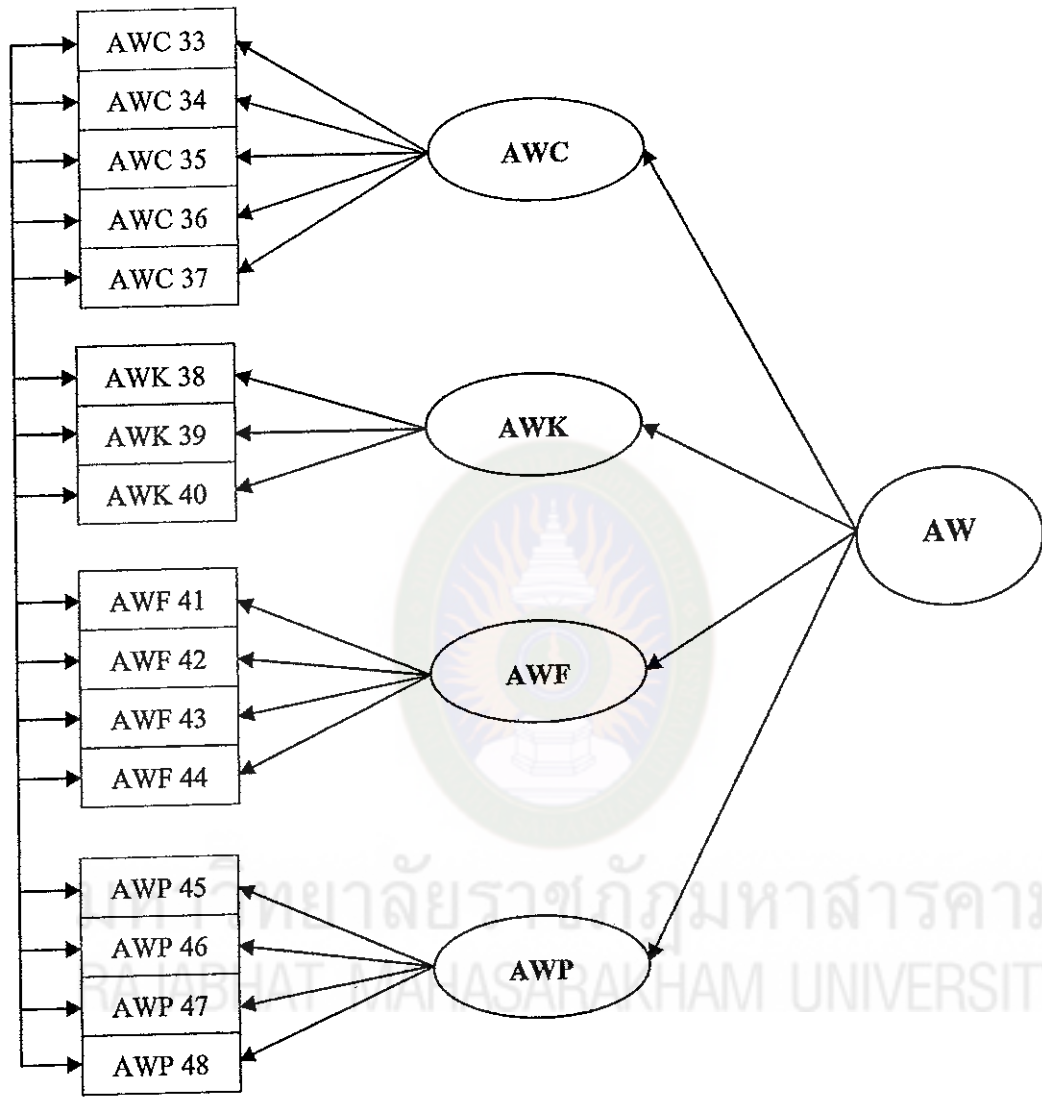 AWC 33
AWC 34
AWC 35
AWC 36
AWC 37
AWC
AWK 38
AWK 39
AWK 40
AWK
AW
AWF 41
AWF 42
AWF 43
AWF 44
AWF
AWP 45
AWP 46
AWP 47
AWP 48
AWP
มหาวิทยาลัยราชภัฏมหาสารคาม
RAJABHAT MAHASARAKHAM UNIVERSIT